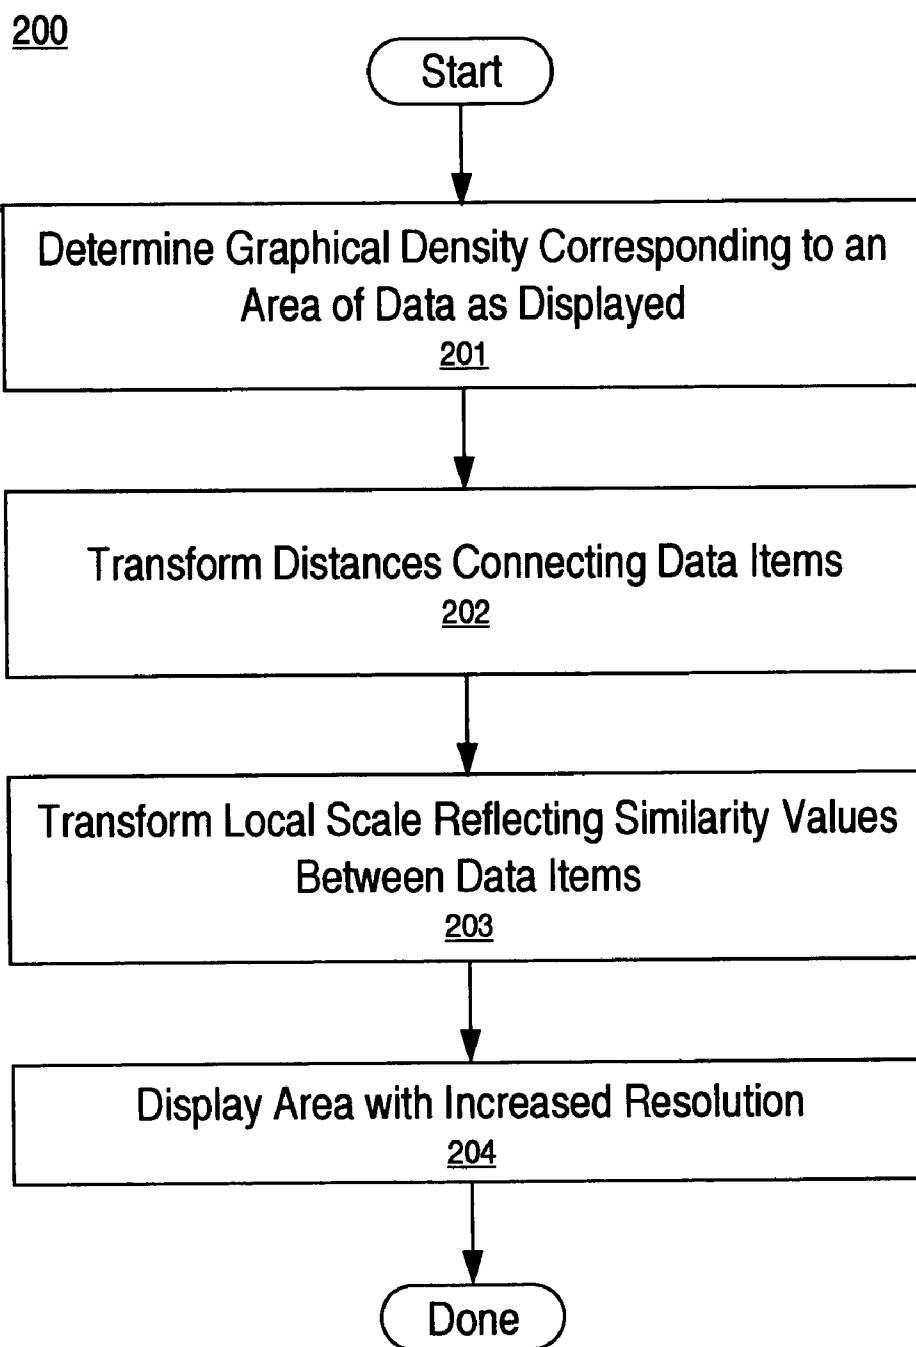 200
Start
Determine Graphical Density Corresponding to an
Area of Data as Displayed
201
Transform Distances Connecting Data Items
202
Transform Local Scale Reflecting Similarity Values
Between Data Items
203
Display Area with Increased Resolution
204
Done